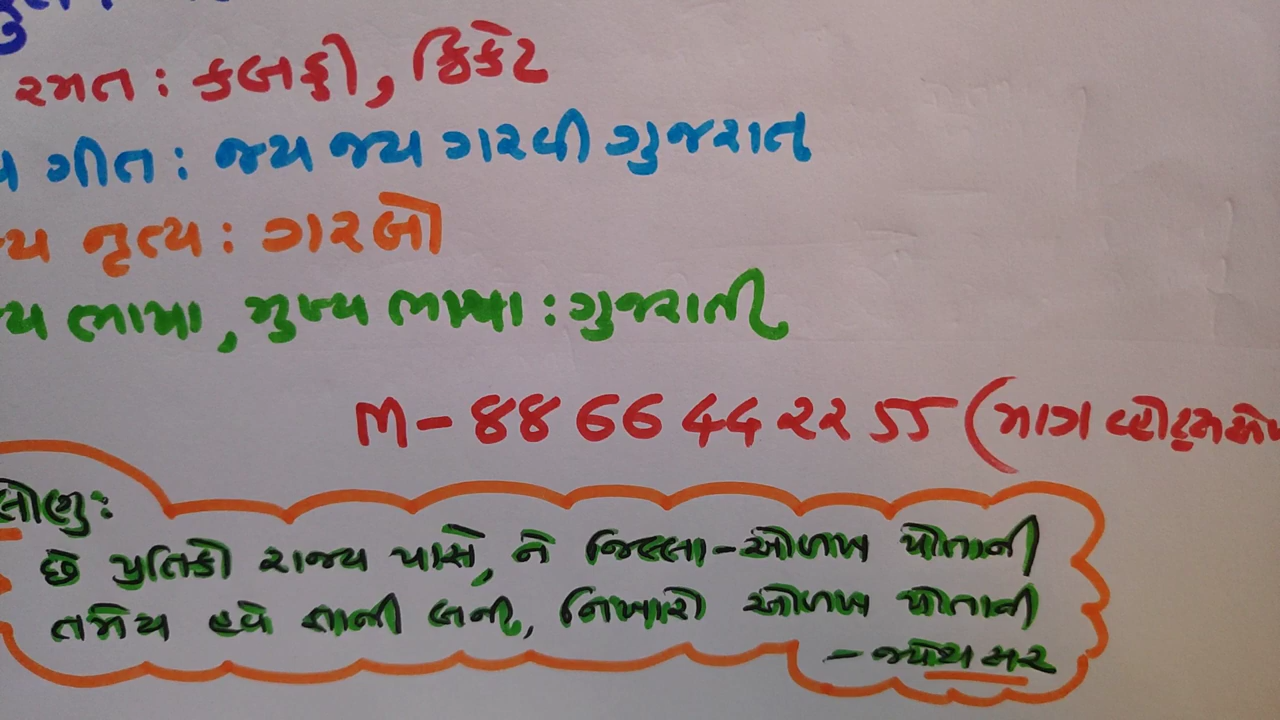 રમત : કબડ્ડી, ક્રિકેટ
ય ગીત : જય જય ગરવી ગુજરાત
ય નૃત્ય : ગરબો
ય ભાષા, મુખ્ય ભાષા : ગુજરાતી
M - 88 66 44 22 55 (માત્ર વ્હોટ્સએપ
છે પ્રતિકો રાજ્ય પાસે, ને જિલ્લા - ઓળખ પોતાની
તમેય હવે જ્ઞાની બની, નિખારો ઓળખ પોતાની